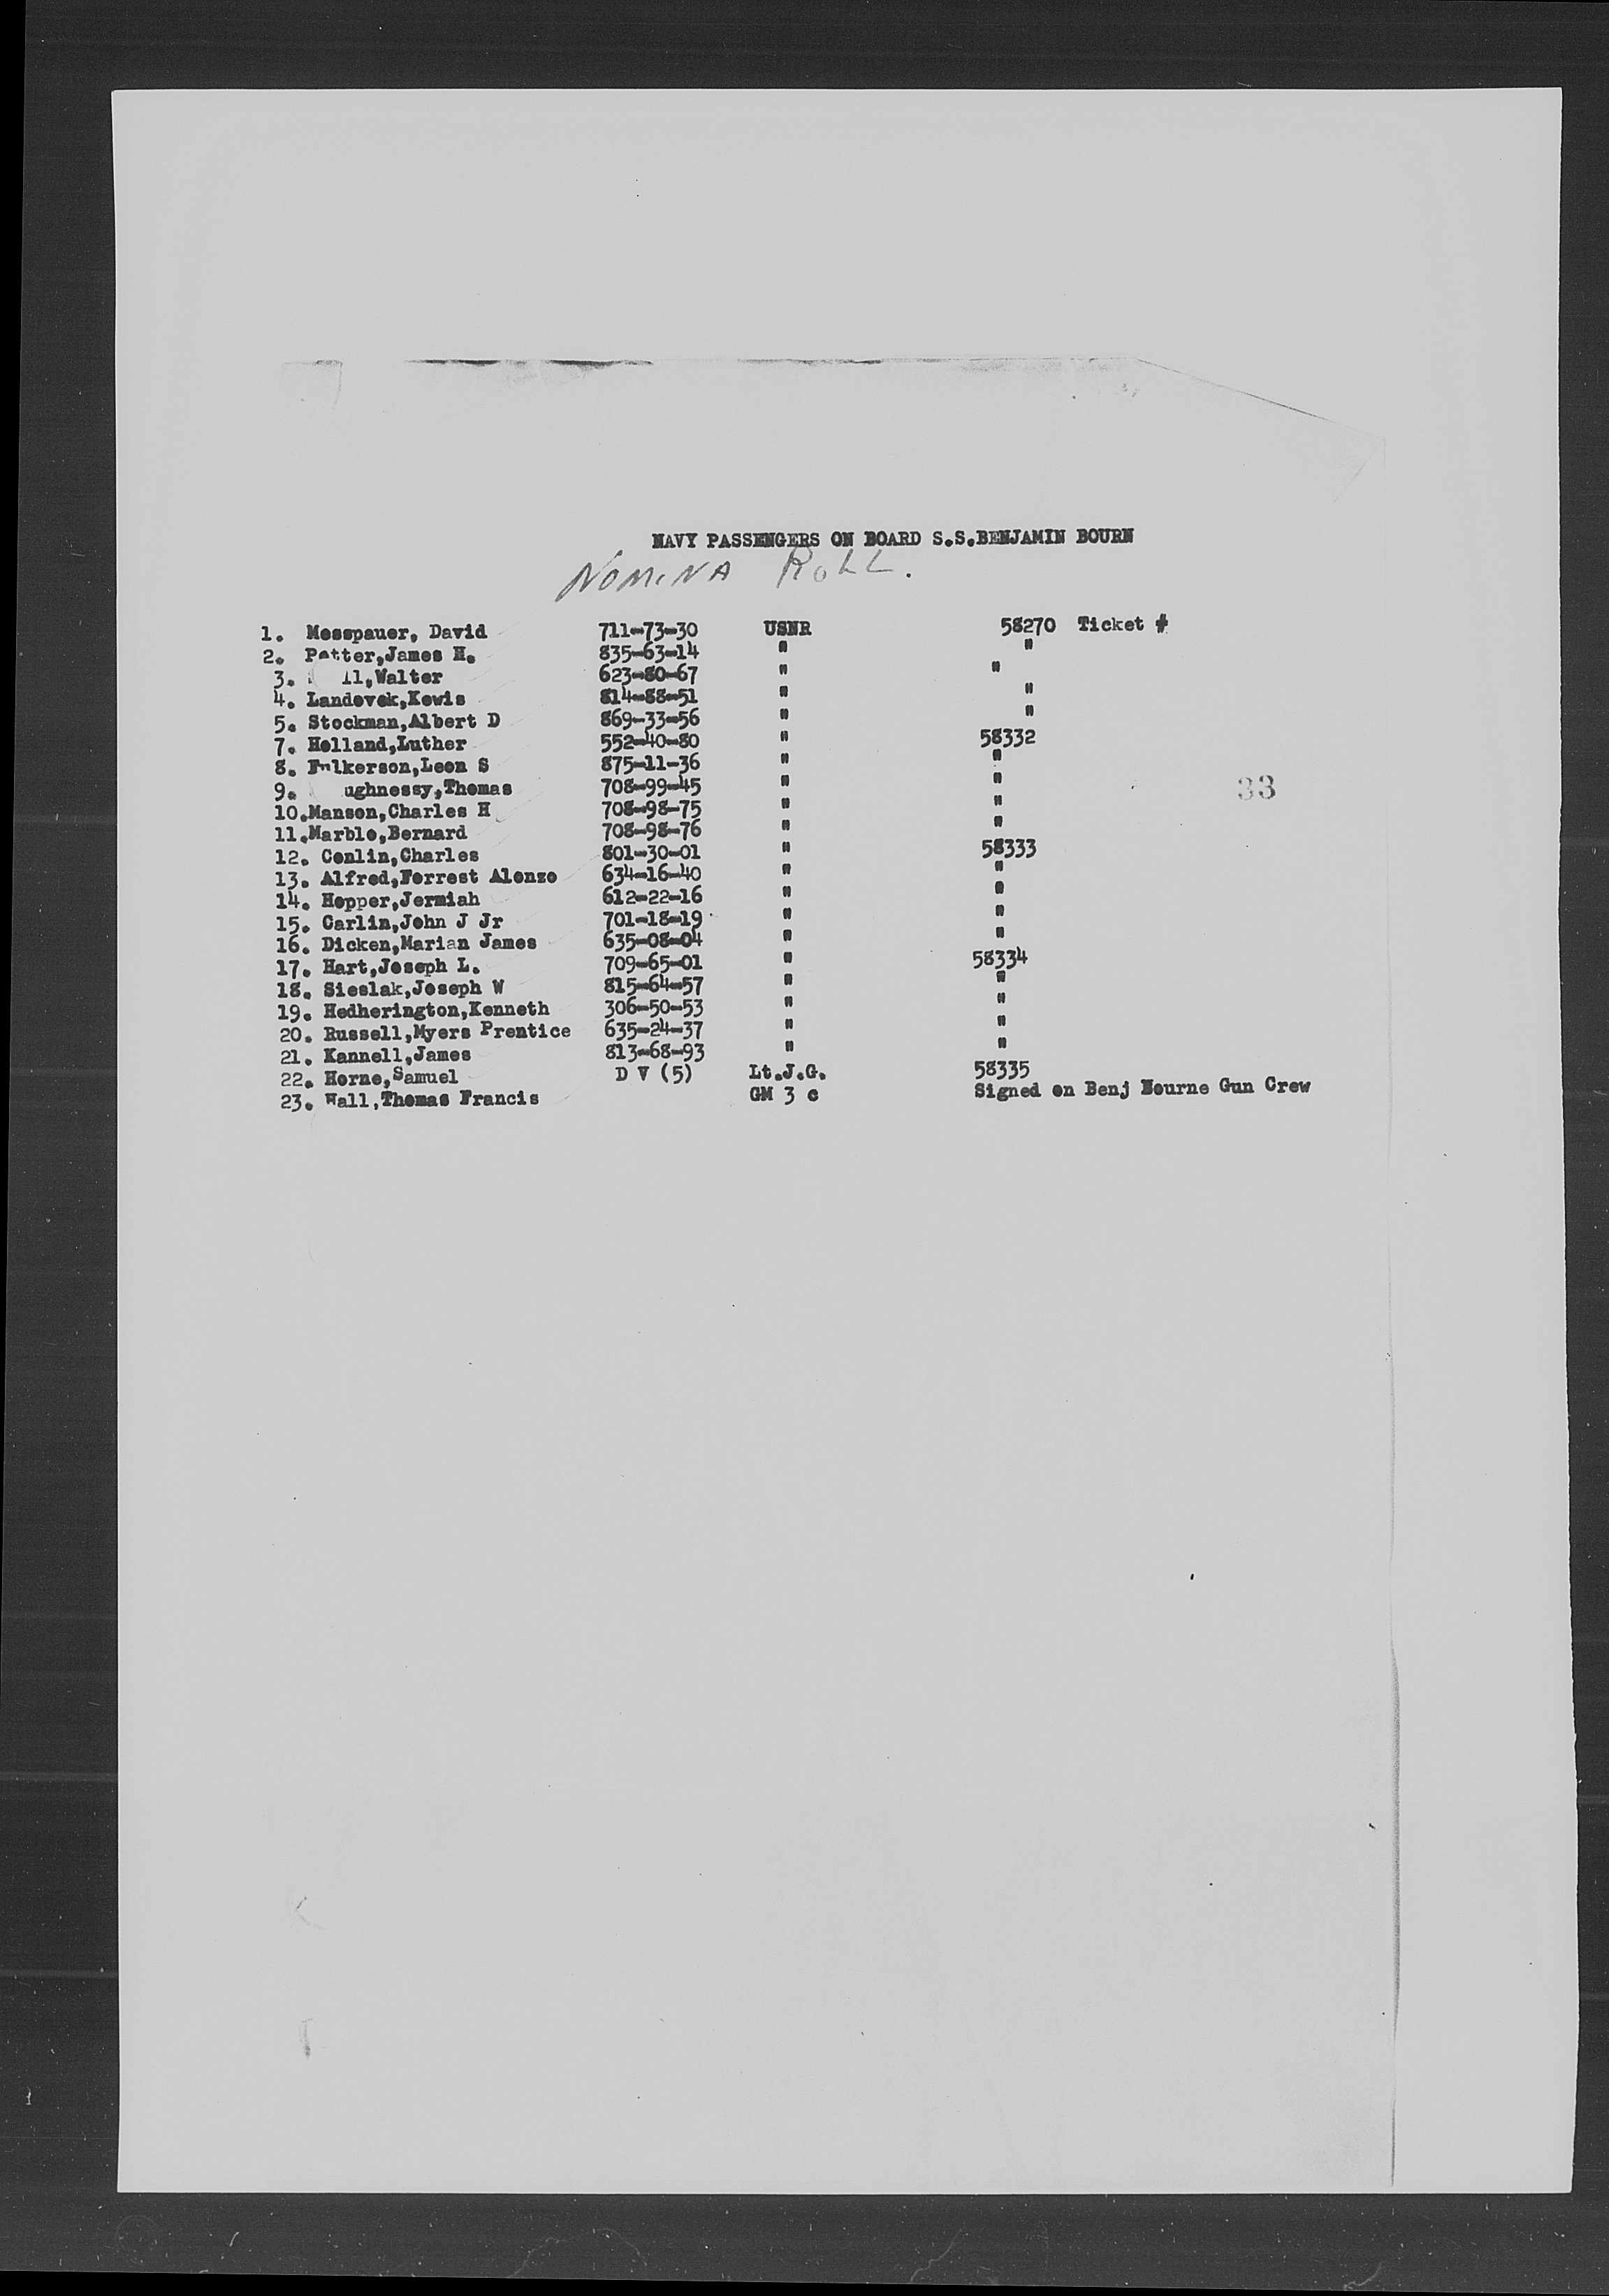 NAVY PASSENGERS ON BOARD S.S.BENJAMIN BOURN
NOMINA ROLL.
1. Messpauer, David 711-73-30 USNR 58270 Ticket #
2. Patter,James H. 835-63-14 " "
3. ll,Walter 623-80-67 " "
4. Landovek,Kewis 814-88-51 " "
5. Stockman,Albert D 869-33-56 " "
7. Holland,Luther 552-40-80 " 58332
8. Fulkerson,Leon S 875-11-36 " "
9. ughnessy,Thomas 708-99-45 " "
33
10.Manson,Charles H 708-98-75 " "
11.Marble,Bernard 708-98-76 " "
12. Conlin,Charles 801-30-01 " 58333
13. Alfred,Forrest Alonzo 634-16-40 " "
14. Hopper,Jermiah 612-22-16 " "
15. Carlin,John J Jr 701-18-19 " "
16. Dicken,Marian James 635-08-04 " "
17. Hart,Joseph L. 709-65-01 " 58334
18. Sieslak,Joseph W 815-64-57 " "
19. Hedherington,Kenneth 306-50-53 " "
20. Russell,Myers Prentice 635-24-37 " "
21. Kannell,James 813-68-93 " "
22. Horne,Samuel D V (5) Lt.J.G. 58335
23. Wall,Thomas Francis GM 3 c Signed on Benj Bourne Gun Crew